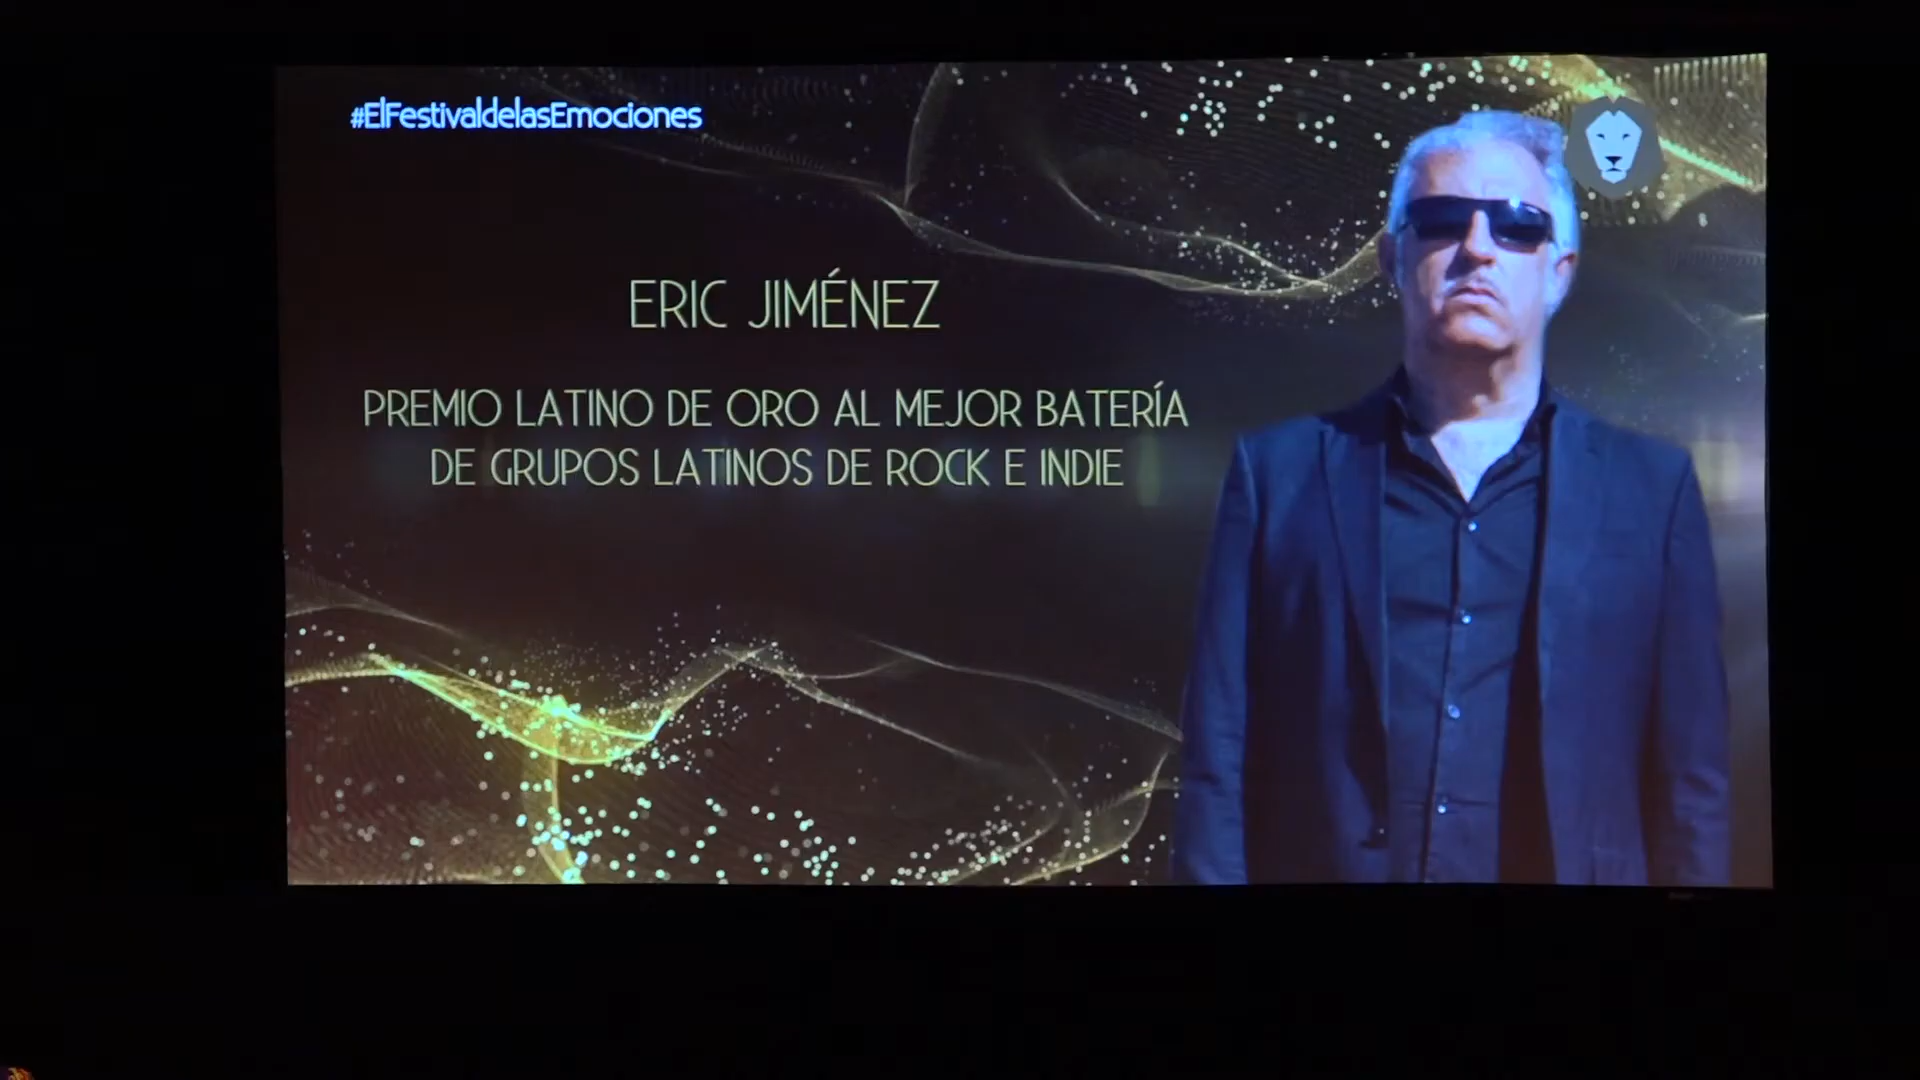 #ElFestivaldelasEmociones
ERIC JIMÉNEZ
PREMIO LATINO DE ORO AL MEJOR BATERÍA
DE GRUPOS LATINOS DE ROCK E INDIE